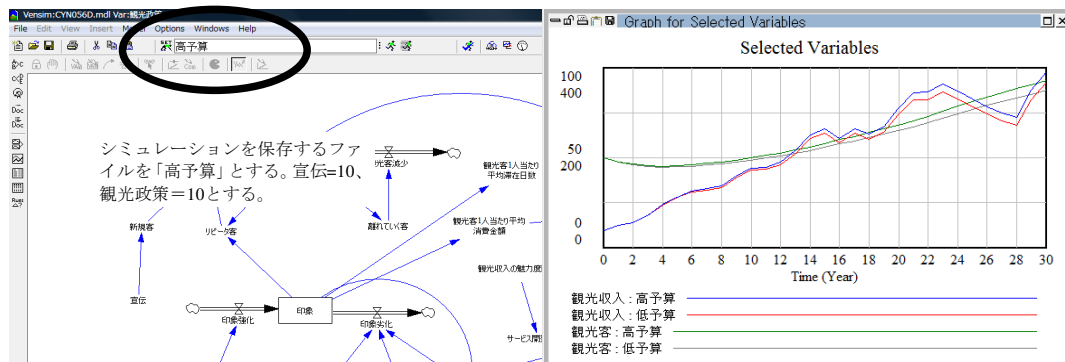 Vensim:CYN056D.mdl Var:観光政策
File Edit View Insert Model Options Windows Help
高予算
シミュレーションを保存するファ
イルを「高予算」とする。宣伝=10、
観光政策＝10とする。
光客減少
観光客1人当たり
平均滞在日数
新規客
リピータ客
離れていく客
観光客1人当たり平均
消費金額
観光収入の魅力度
宣伝
印象強化
印象
印象劣化
サービス開
Graph for Selected Variables
Selected Variables
100
400
50
200
0
0
0 2 4 6 8 10 12 14 16 18 20 22 24 26 28 30
Time (Year)
観光収入 : 高予算
観光収入 : 低予算
観光客 : 高予算
観光客 : 低予算